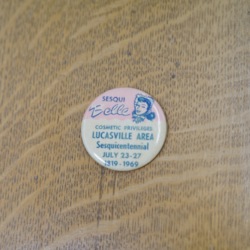 SESQUI
Belle
COSMETIC PRIVILEGES
LUCASVILLE AREA
Sesquicentennial
JULY 23-27
1819-1969